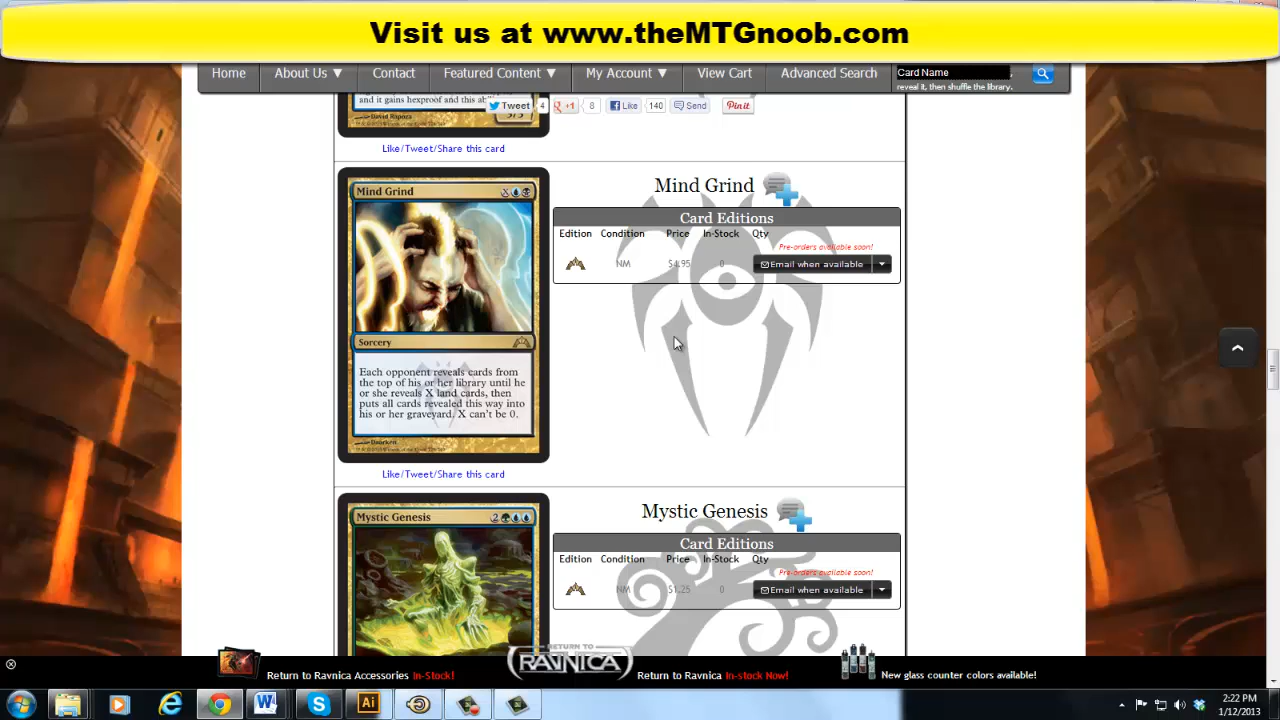 Visit us at www.theMTGnoob.com
Home About Us ▼ Contact Featured Content ▼ My Account ▼ View Cart Advanced Search Card Name
reveal it, then shuffle the library.
and it gains hexproof and this
Tweet 4 +1 8 Like 140 Send Pin it
David Rapoza
Like/Tweet/Share this card
Mind Grind X
Mind Grind
Card Editions
Edition Condition Price In-Stock Qty
Pre-orders available soon!
NM $4.95 0 Email when available
Sorcery
Each opponent reveals cards from
the top of his or her library until he
or she reveals X land cards, then
puts all cards revealed this way into
his or her graveyard. X can't be 0.
Daarken
Like/Tweet/Share this card
Mystic Genesis 2
Mystic Genesis
Card Editions
Edition Condition Price In-Stock Qty
Pre-orders available soon!
NM $1.25 0 Email when available
Return to Ravnica Accessories In-Stock!
RETURN TO
RAVNICA
Return to Ravnica In-stock Now!
New glass counter colors available!
2:22 PM
1/12/2013